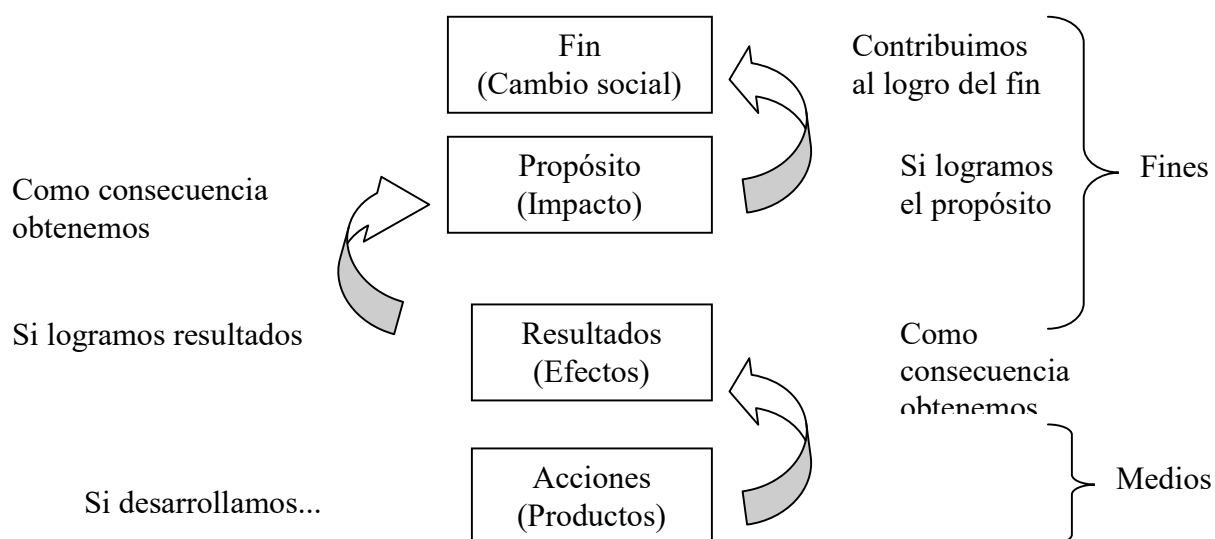 Fin
(Cambio social)
Contribuimos
al logro del fin
Propósito
(Impacto)
Si logramos
el propósito
Fines
Como consecuencia
obtenemos
Si logramos resultados
Resultados
(Efectos)
Como
consecuencia
obtenemos
Acciones
(Productos)
Medios
Si desarrollamos...